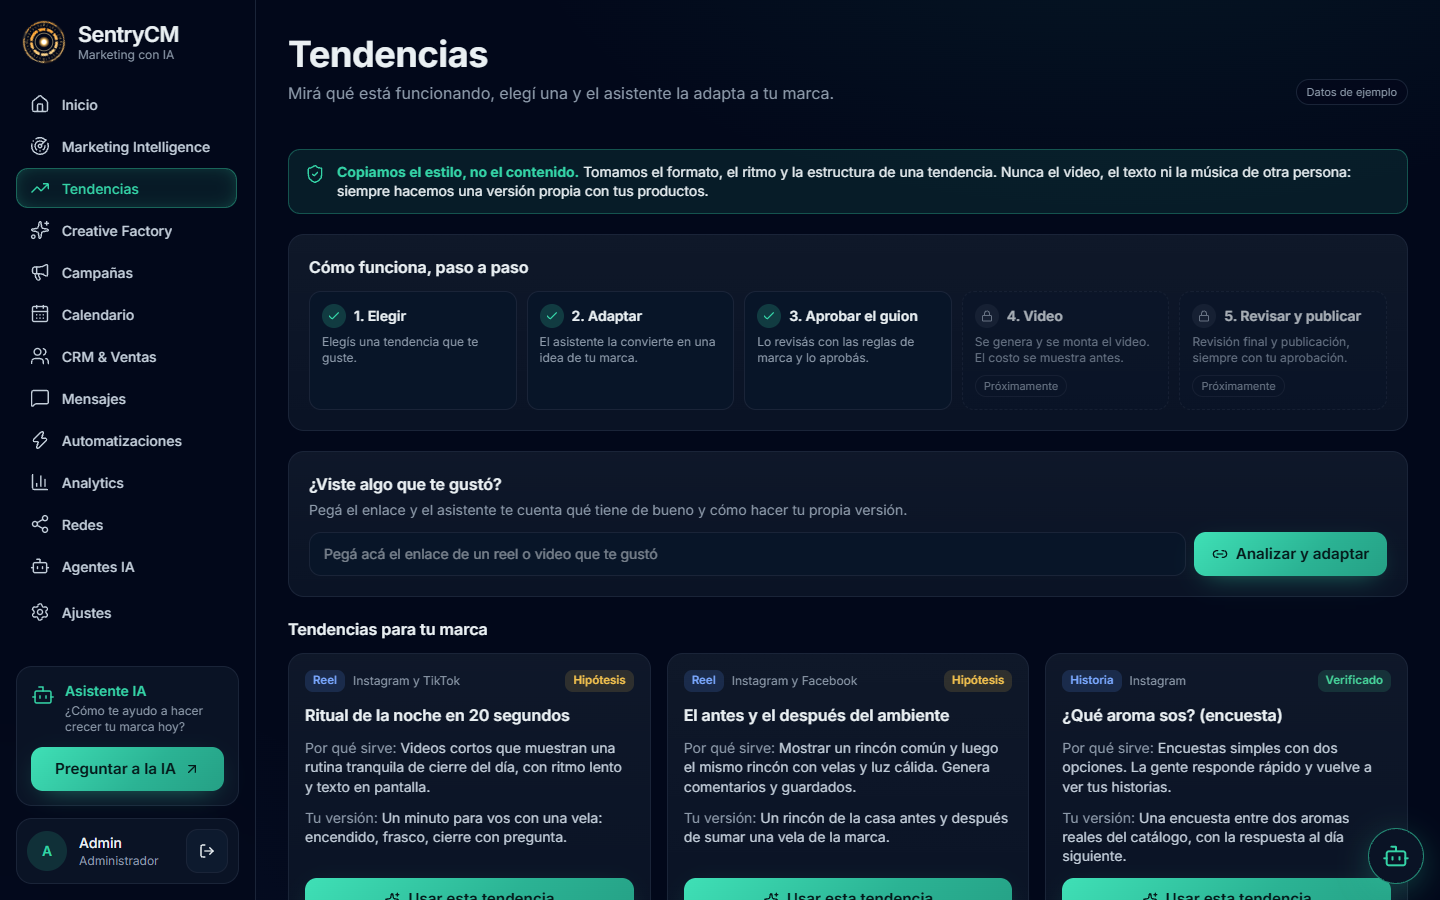 SentryCM
Marketing con IA
Inicio
Marketing Intelligence
Tendencias
Creative Factory
Campañas
Calendario
CRM & Ventas
Mensajes
Automatizaciones
Analytics
Redes
Agentes IA
Ajustes
Asistente IA
¿Cómo te ayudo a hacer
crecer tu marca hoy?
Preguntar a la IA
A
Admin
Administrador
Tendencias
Mirá qué está funcionando, elegí una y el asistente la adapta a tu marca.
Datos de ejemplo
Copiamos el estilo, no el contenido. Tomamos el formato, el ritmo y la estructura de una tendencia. Nunca el video, el texto ni la música de otra persona:
siempre hacemos una versión propia con tus productos.
Cómo funciona, paso a paso
1. Elegir
Elegís una tendencia que te
guste.
2. Adaptar
El asistente la convierte en una
idea de tu marca.
3. Aprobar el guion
Lo revisás con las reglas de
marca y lo aprobás.
4. Video
Se genera y se monta el video.
El costo se muestra antes.
Próximamente
5. Revisar y publicar
Revisión final y publicación,
siempre con tu aprobación.
Próximamente
¿Viste algo que te gustó?
Pegá el enlace y el asistente te cuenta qué tiene de bueno y cómo hacer tu propia versión.
Pegá acá el enlace de un reel o video que te gustó
Analizar y adaptar
Tendencias para tu marca
Reel
Instagram y TikTok
Hipótesis
Ritual de la noche en 20 segundos
Por qué sirve: Videos cortos que muestran una
rutina tranquila de cierre del día, con ritmo lento
y texto en pantalla.
Tu versión: Un minuto para vos con una vela:
encendido, frasco, cierre con pregunta.
Usar esta tendencia
Reel
Instagram y Facebook
Hipótesis
El antes y el después del ambiente
Por qué sirve: Mostrar un rincón común y luego
el mismo rincón con velas y luz cálida. Genera
comentarios y guardados.
Tu versión: Un rincón de la casa antes y después
de sumar una vela de la marca.
Usar esta tendencia
Historia
Instagram
Verificado
¿Qué aroma sos? (encuesta)
Por qué sirve: Encuestas simples con dos
opciones. La gente responde rápido y vuelve a
ver tus historias.
Tu versión: Una encuesta entre dos aromas
reales del catálogo, con la respuesta al día
siguiente.
Usar esta tendencia